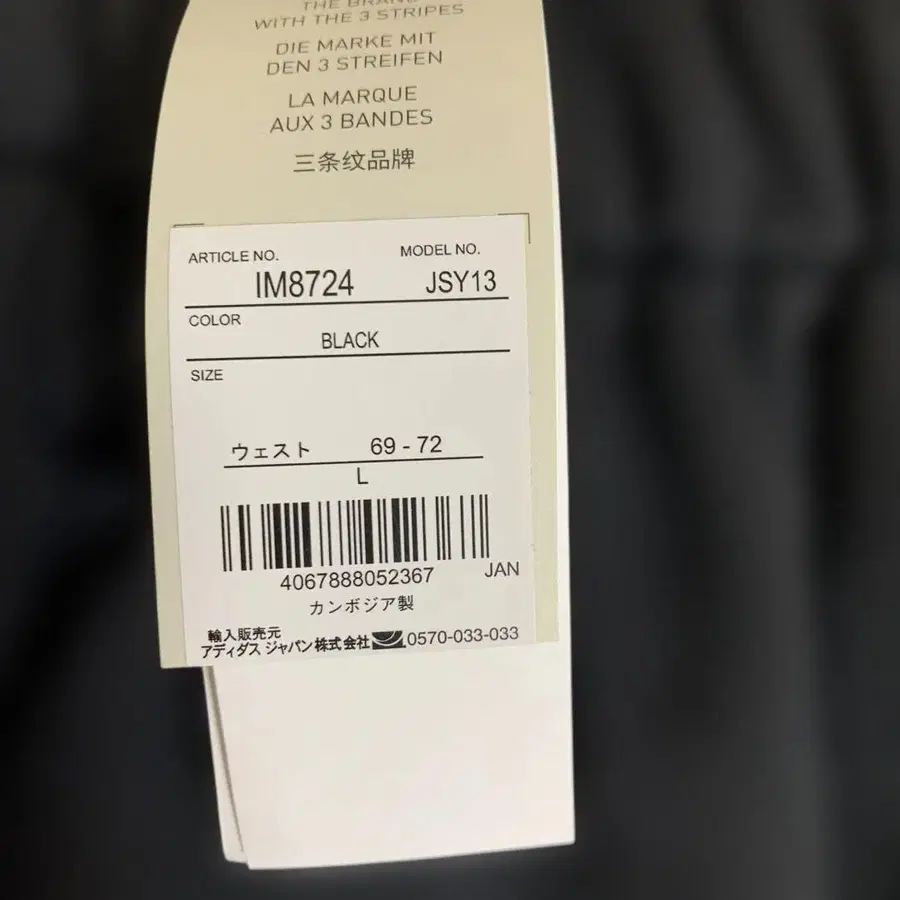 THE BRAND
WITH THE 3 STRIPES
DIE MARKE MIT
DEN 3 STREIFEN
LA MARQUE
AUX 3 BANDES
三条纹品牌
ARTICLE NO. MODEL NO.
IM8724 JSY13
COLOR
BLACK
SIZE
ウェスト 69 - 72
L
4067888052367 JAN
カンボジア製
輸入販売元
アディダス ジャパン株式会社 0570-033-033